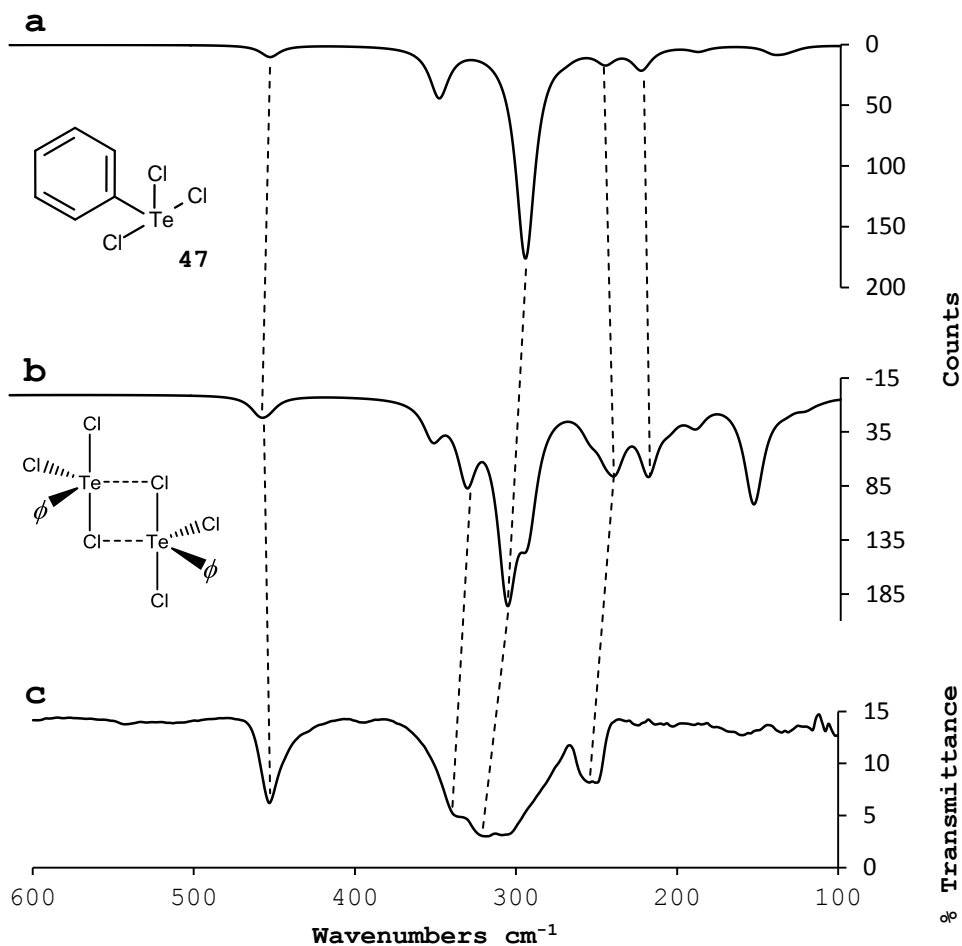 a
0
50
100
150
200
Cl
Cl
Te
Cl
47
Counts
b
-15
35
85
135
185
Cl
Cl
Te
Cl
ϕ
Cl
Te
Cl
ϕ
Cl
c
15
10
5
0
% Transmittance
600
500
400
300
200
100
Wavenumbers cm⁻¹